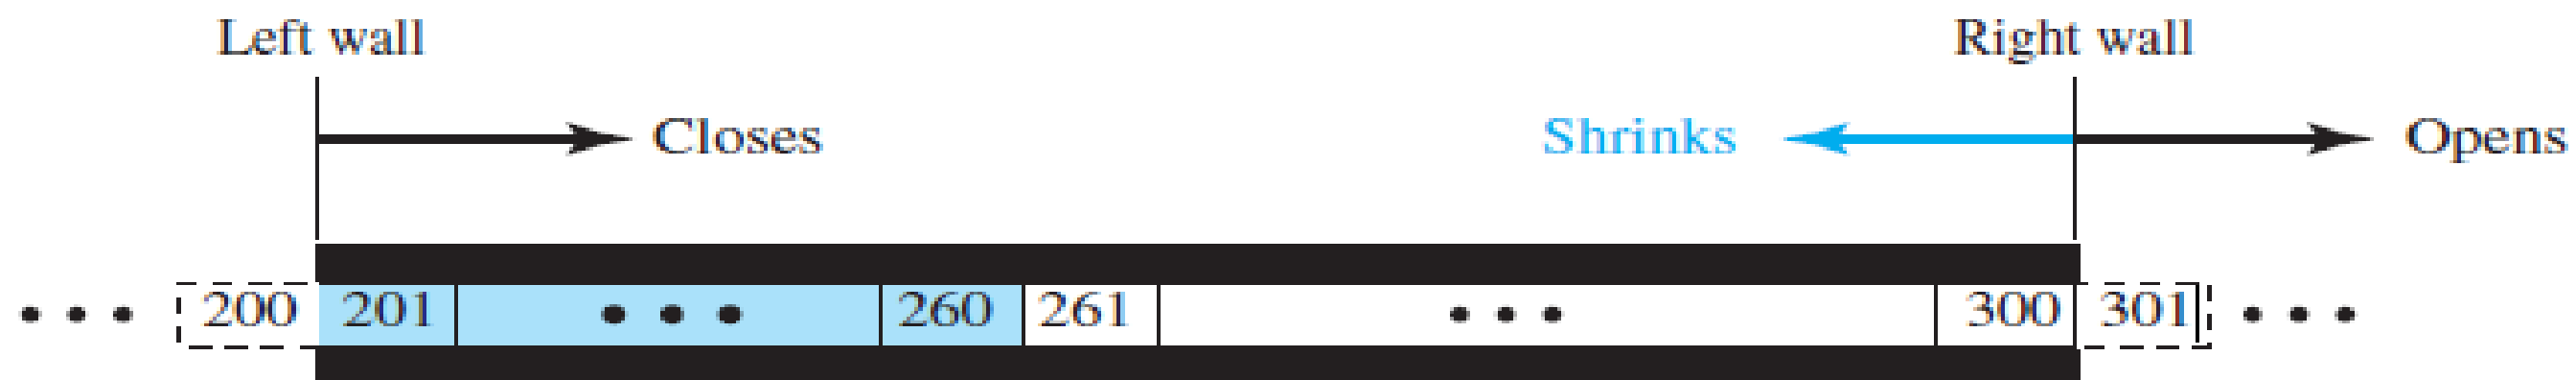 Left wall Right wall
Closes Shrinks Opens
• • • 200 201 • • • 260 261 • • • 300 301 • • •